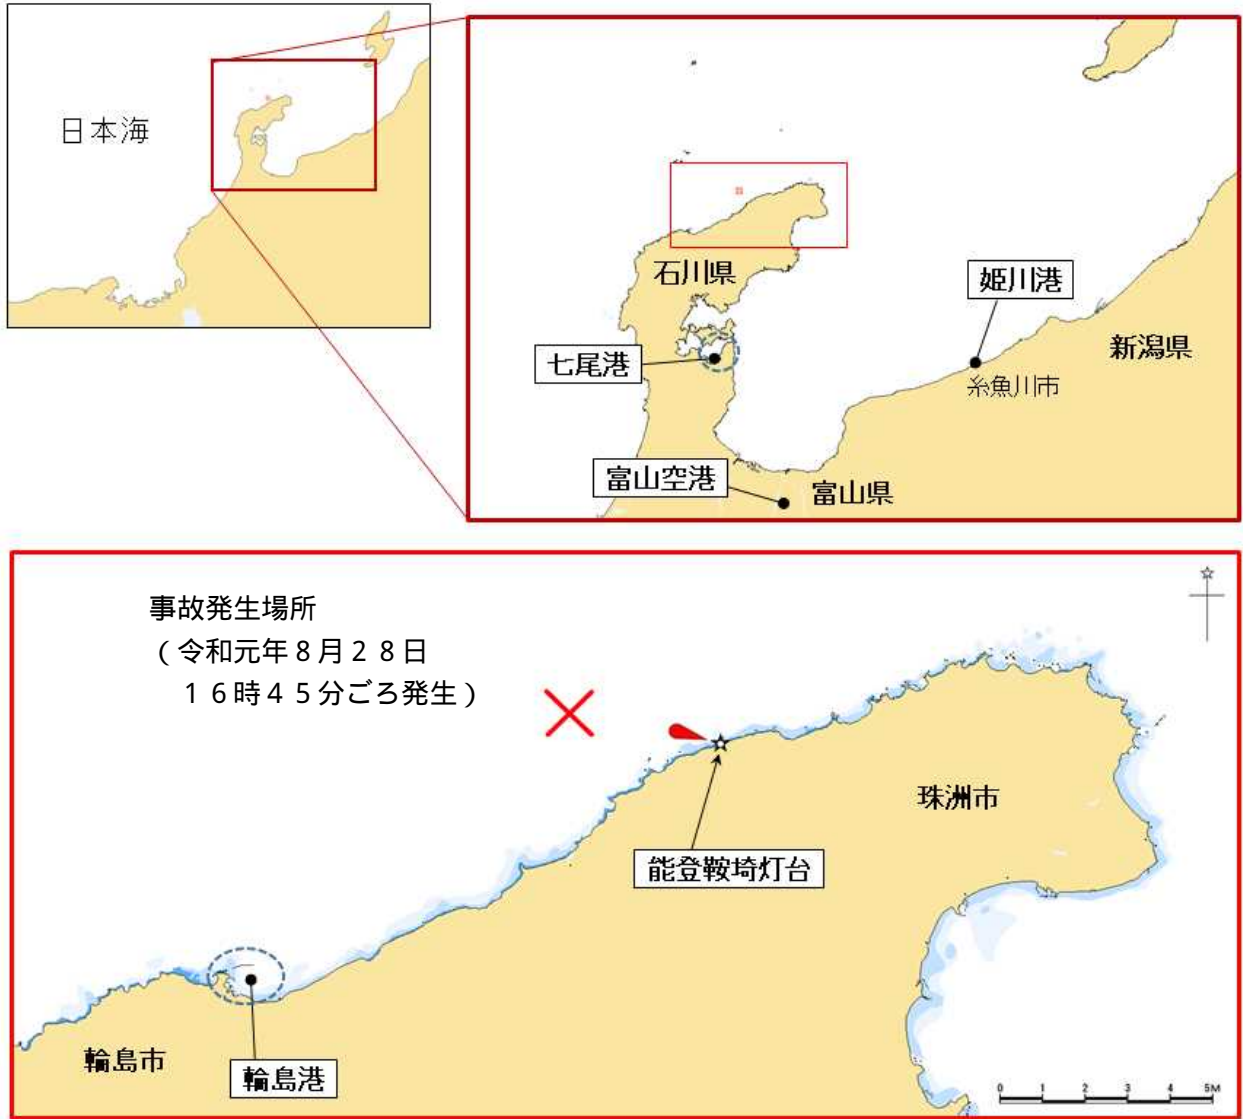 日本海
石川県
姫川港
新潟県
七尾港
糸魚川市
富山空港
富山県
事故発生場所
（令和元年８月２８日
１６時４５分ごろ発生）
珠洲市
能登鞍埼灯台
輪島市
輪島港
0 1 2 3 4 5M